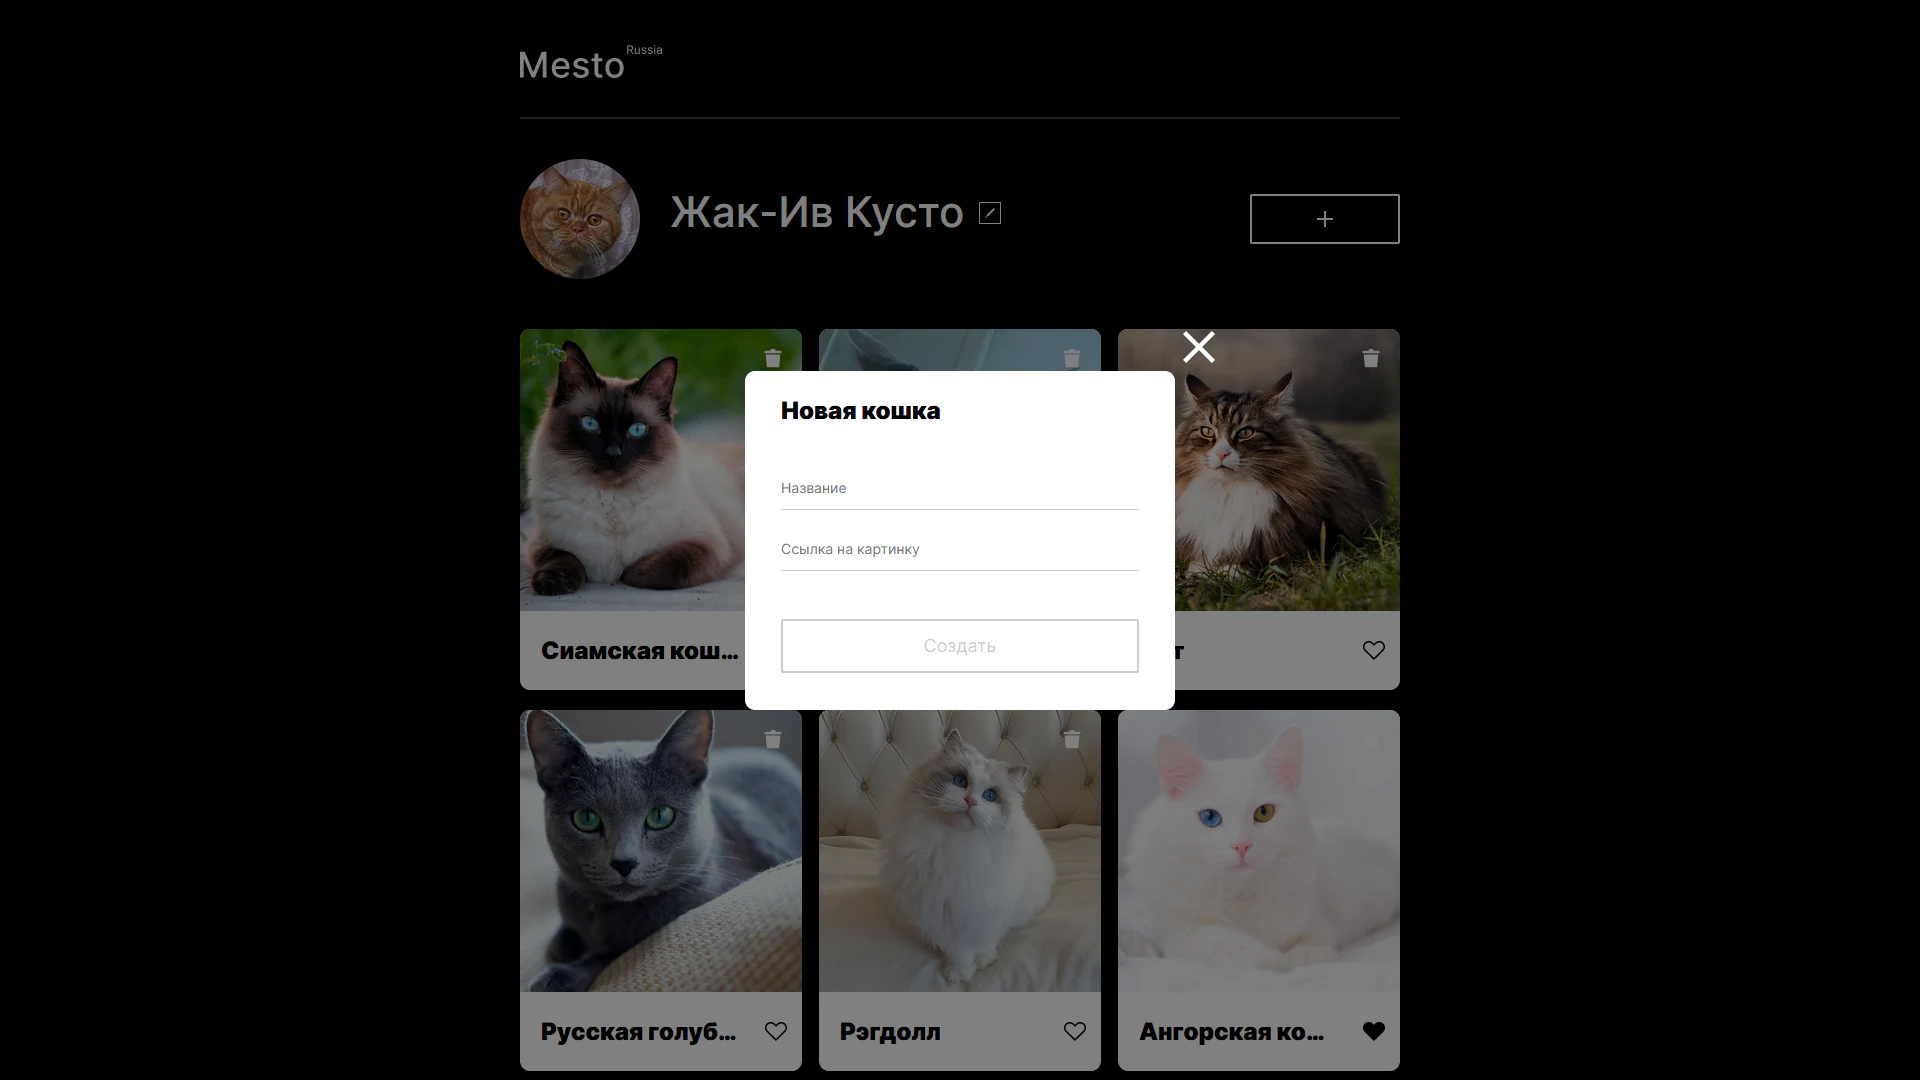 Mesto Russia
Жак-Ив Кусто
Новая кошка
Название
Ссылка на картинку
Создать
Сиамская кош...
Русская голуб...
Рэгдолл
Ангорская ко...